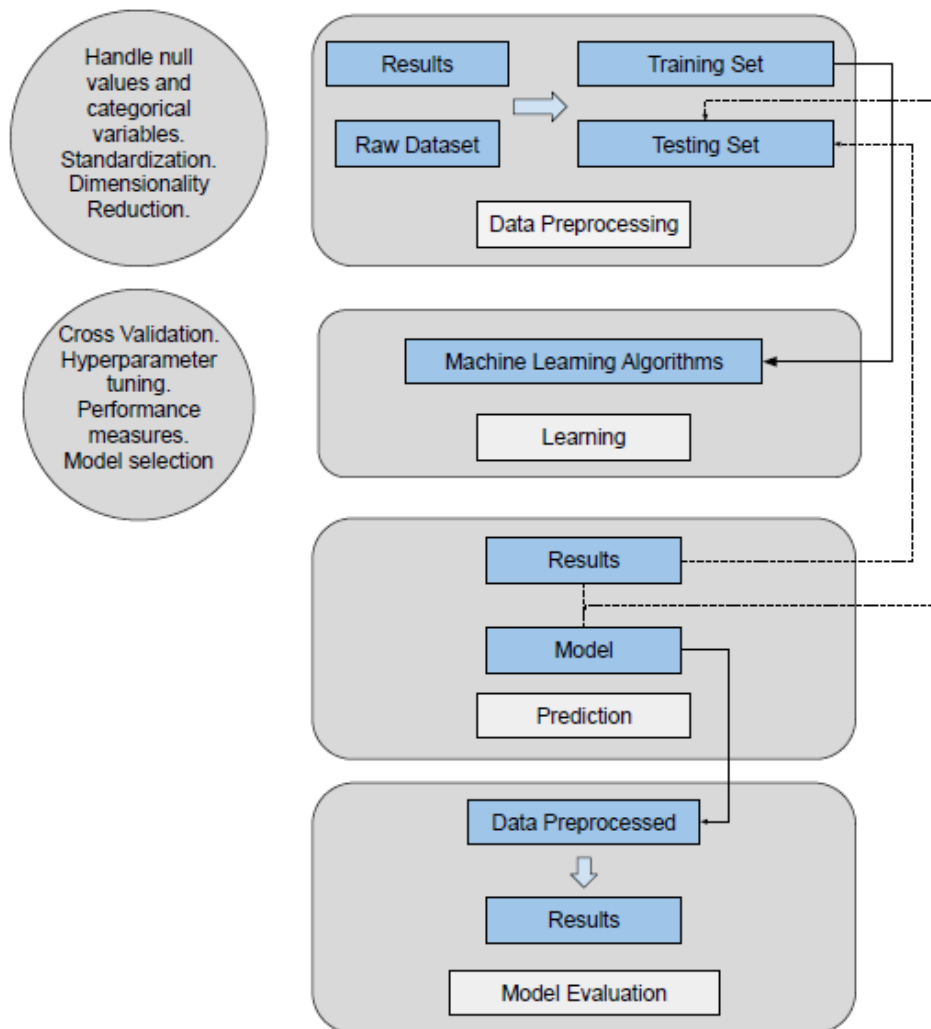 Handle null
values and
categorical
variables.
Standardization.
Dimensionality
Reduction.
Results
Training Set
Raw Dataset
Testing Set
Data Preprocessing
Cross Validation.
Hyperparameter
tuning.
Performance
measures.
Model selection
Machine Learning Algorithms
Learning
Results
Model
Prediction
Data Preprocessed
Results
Model Evaluation